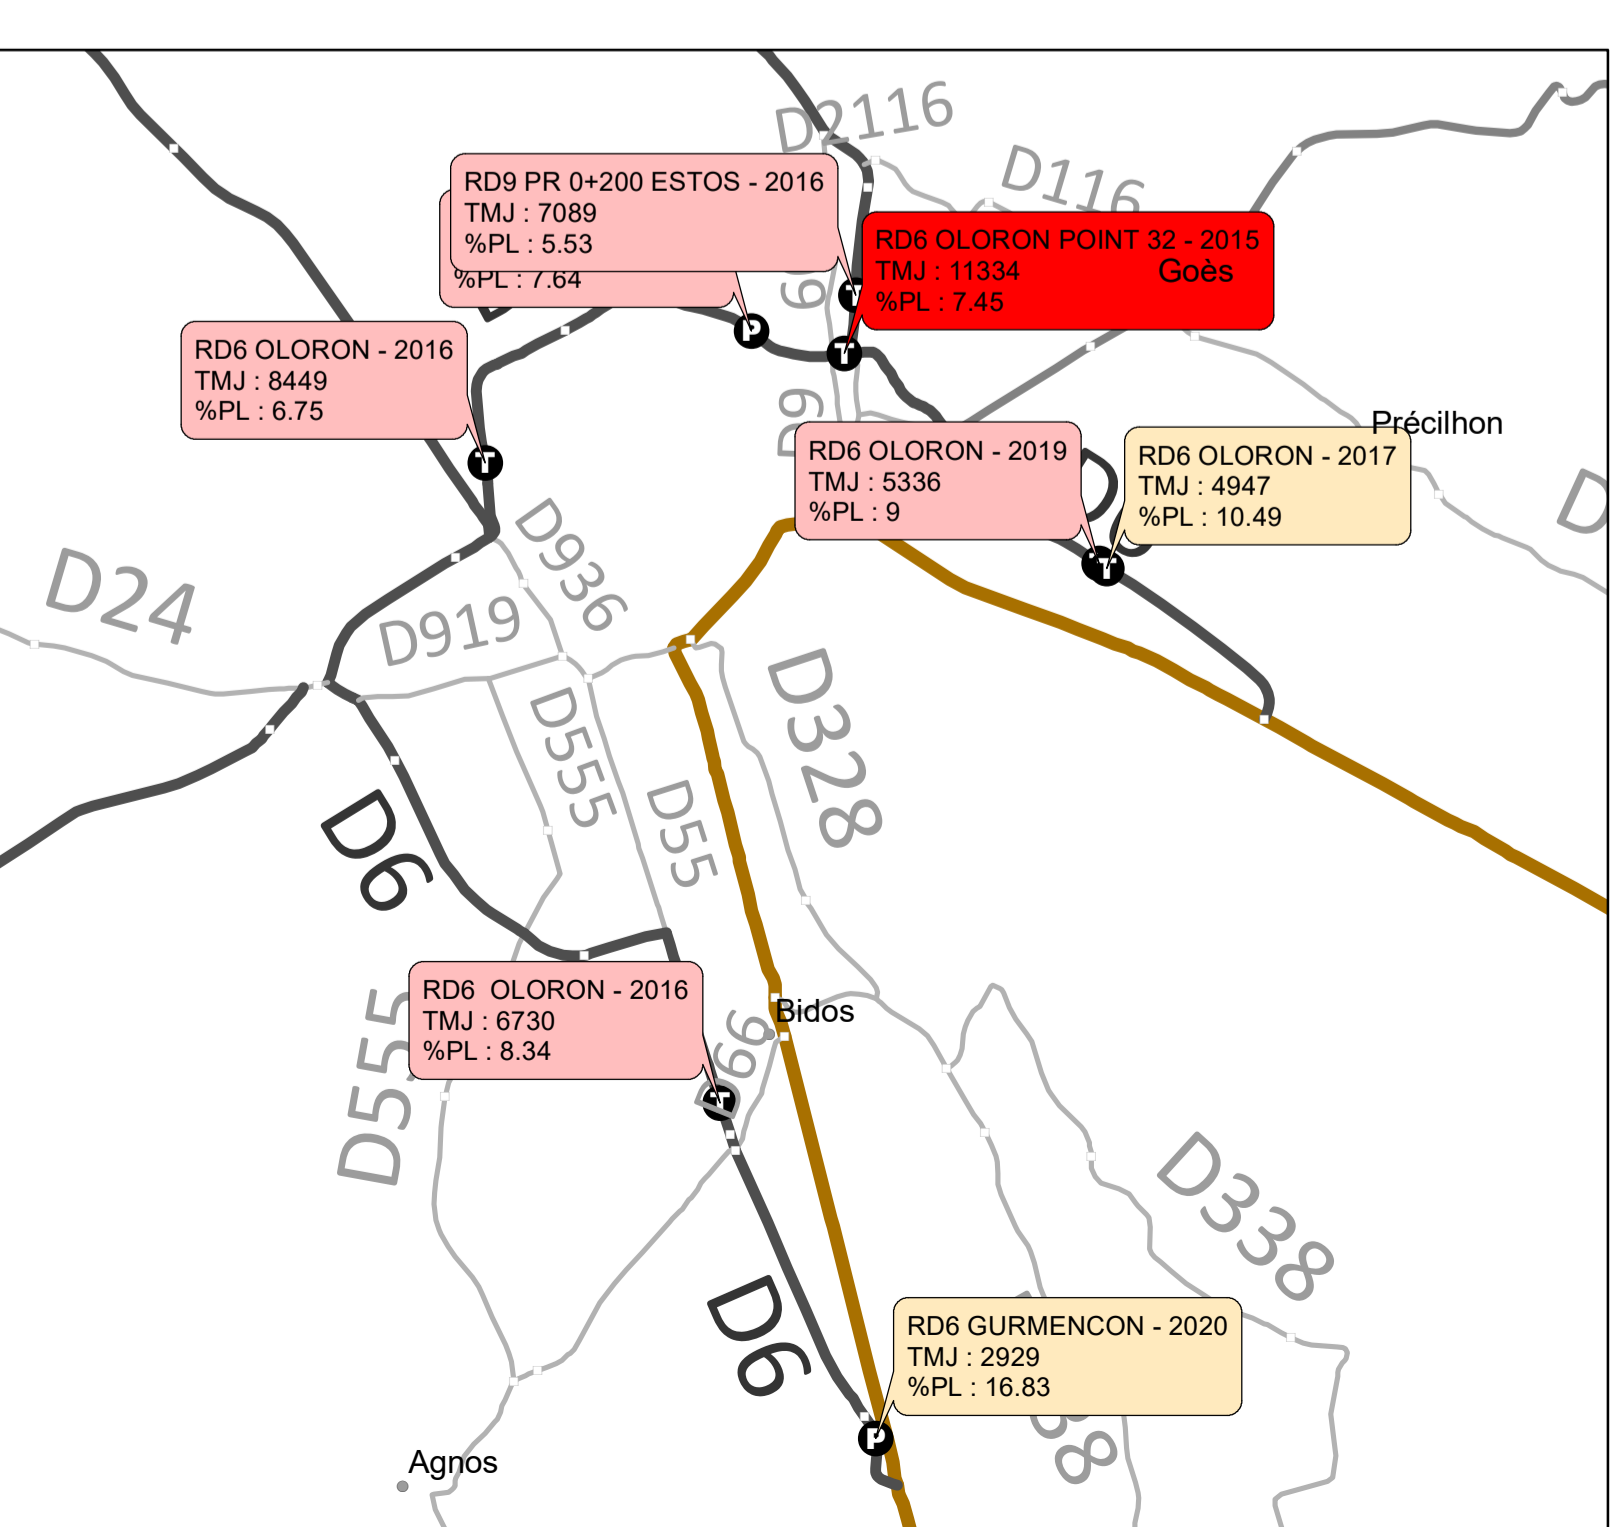 D2116
D116
RD9 PR 0+200 ESTOS - 2016
TMJ : 7089
%PL : 5.53
%PL : 7.64
RD6 OLORON POINT 32 - 2015
TMJ : 11334
%PL : 7.45
Goès
P
T
T
RD6 OLORON - 2016
TMJ : 8449
%PL : 6.75
T
Précilhon
RD6 OLORON - 2019
TMJ : 5336
%PL : 9
RD6 OLORON - 2017
TMJ : 4947
%PL : 10.49
T
D24
D919
D936
D555
D55
D328
D6
RD6  OLORON - 2016
TMJ : 6730
%PL : 8.34
Bidos
T
D555
D338
D6
RD6 GURMENCON - 2020
TMJ : 2929
%PL : 16.83
P
Agnos